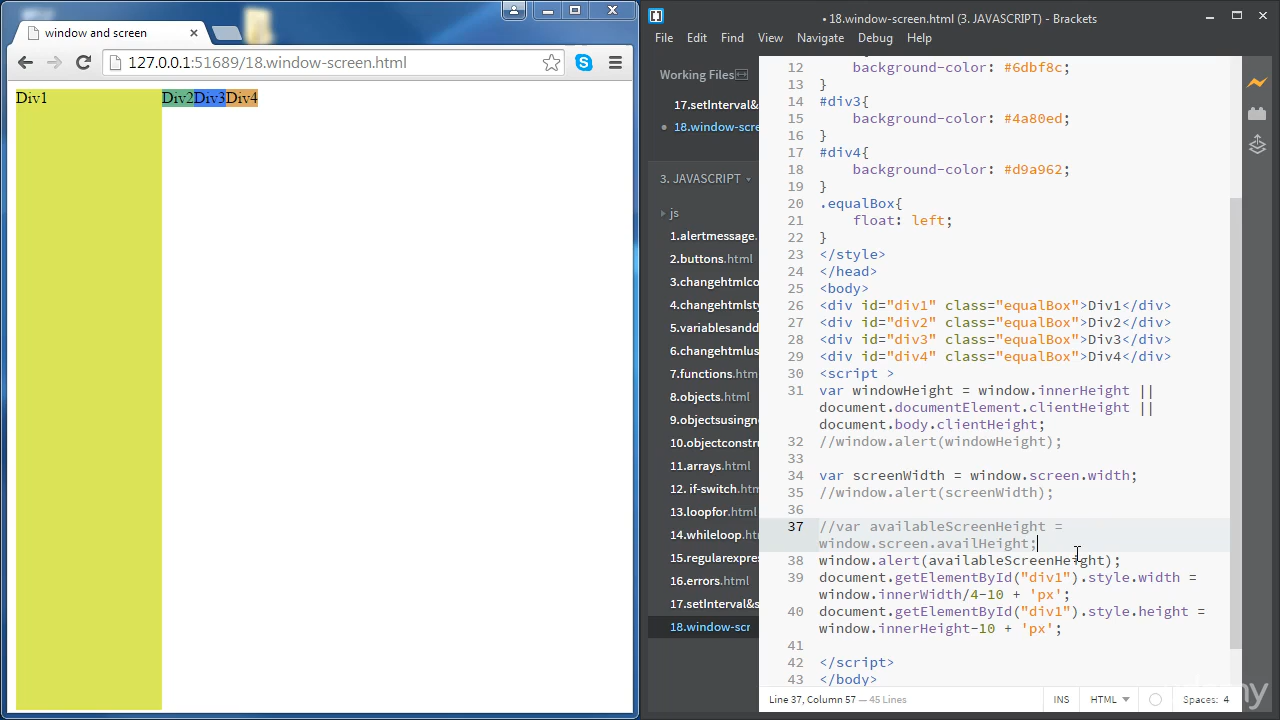 window and screen
127.0.0.1:51689/18.window-screen.html
Div1
Div2Div3Div4
• 18.window-screen.html (3. JAVASCRIPT) - Brackets
File Edit Find View Navigate Debug Help
Working Files
17.setInterval&
18.window-scre
3. JAVASCRIPT
js
1.alertmessage.
2.buttons.html
3.changehtmlco
4.changehtmlsty
5.variablesandd
6.changehtmlus
7.functions.htm
8.objects.html
9.objectsusingne
10.objectconstru
11.arrays.html
12. if-switch.htm
13.loopfor.html
14.whileloop.htm
15.regularexpres
16.errors.html
17.setInterval&s
18.window-scr
12 background-color: #6dbf8c;
13 }
14 #div3{
15 background-color: #4a80ed;
16 }
17 #div4{
18 background-color: #d9a962;
19 }
20 .equalBox{
21 float: left;
22 }
23 </style>
24 </head>
25 <body>
26 <div id="div1" class="equalBox">Div1</div>
27 <div id="div2" class="equalBox">Div2</div>
28 <div id="div3" class="equalBox">Div3</div>
29 <div id="div4" class="equalBox">Div4</div>
30 <script >
31 var windowHeight = window.innerHeight ||
document.documentElement.clientHeight ||
document.body.clientHeight;
32 //window.alert(windowHeight);
33
34 var screenWidth = window.screen.width;
35 //window.alert(screenWidth);
36
37 //var availableScreenHeight =
window.screen.availHeight;
38 window.alert(availableScreenHeight);
39 document.getElementById("div1").style.width =
window.innerWidth/4-10 + 'px';
40 document.getElementById("div1").style.height =
window.innerHeight-10 + 'px';
41
42 </script>
43 </body>
Line 37, Column 57 — 45 Lines
INS HTML Spaces: 4